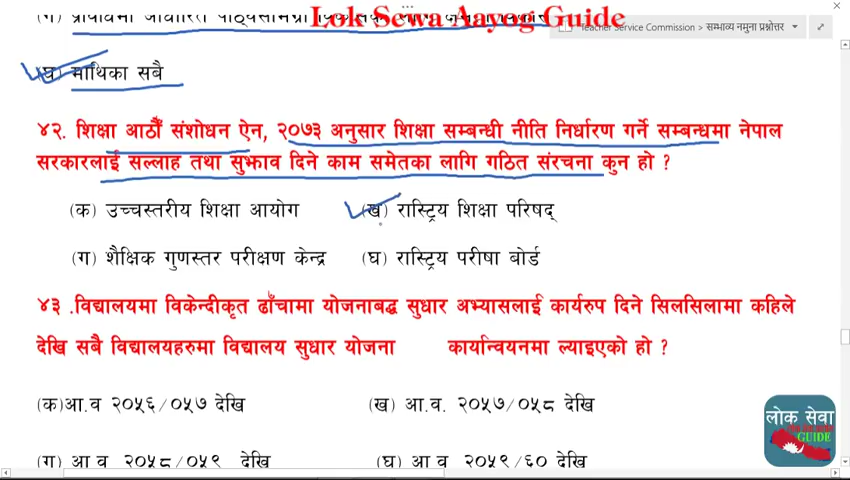 Lok Sewa Aayog Guide
Teacher Service Commission > सम्भाव्य नमुना प्रश्नोत्तर
(घ) माथिका सबै
४२. शिक्षा आठौँ संशोधन ऐन, २०७३ अनुसार शिक्षा सम्बन्धी नीति निर्धारण गर्ने सम्बन्धमा नेपाल
सरकारलाई सल्लाह तथा सुझाव दिने काम समेतका लागि गठित संरचना कुन हो ?
(क) उच्चस्तरीय शिक्षा आयोग (ख) रास्ट्रिय शिक्षा परिषद्
(ग) शैक्षिक गुणस्तर परीक्षण केन्द्र (घ) रास्ट्रिय परीषा बोर्ड
४३ .विद्यालयमा विकेन्दीकृत ढाँचामा योजनाबद्ध सुधार अभ्यासलाई कार्यरुप दिने सिलसिलामा कहिले
देखि सबै विद्यालयहरुमा विद्यालय सुधार योजना कार्यान्वयनमा ल्याइएको हो ?
(क)आ.व २०५६/०५७ देखि (ख) आ.व. २०५७/०५८ देखि
(ग) आ.व २०५८/०५९ देखि (घ) आ.व २०५९/६० देखि
लोक सेवा
GUIDE